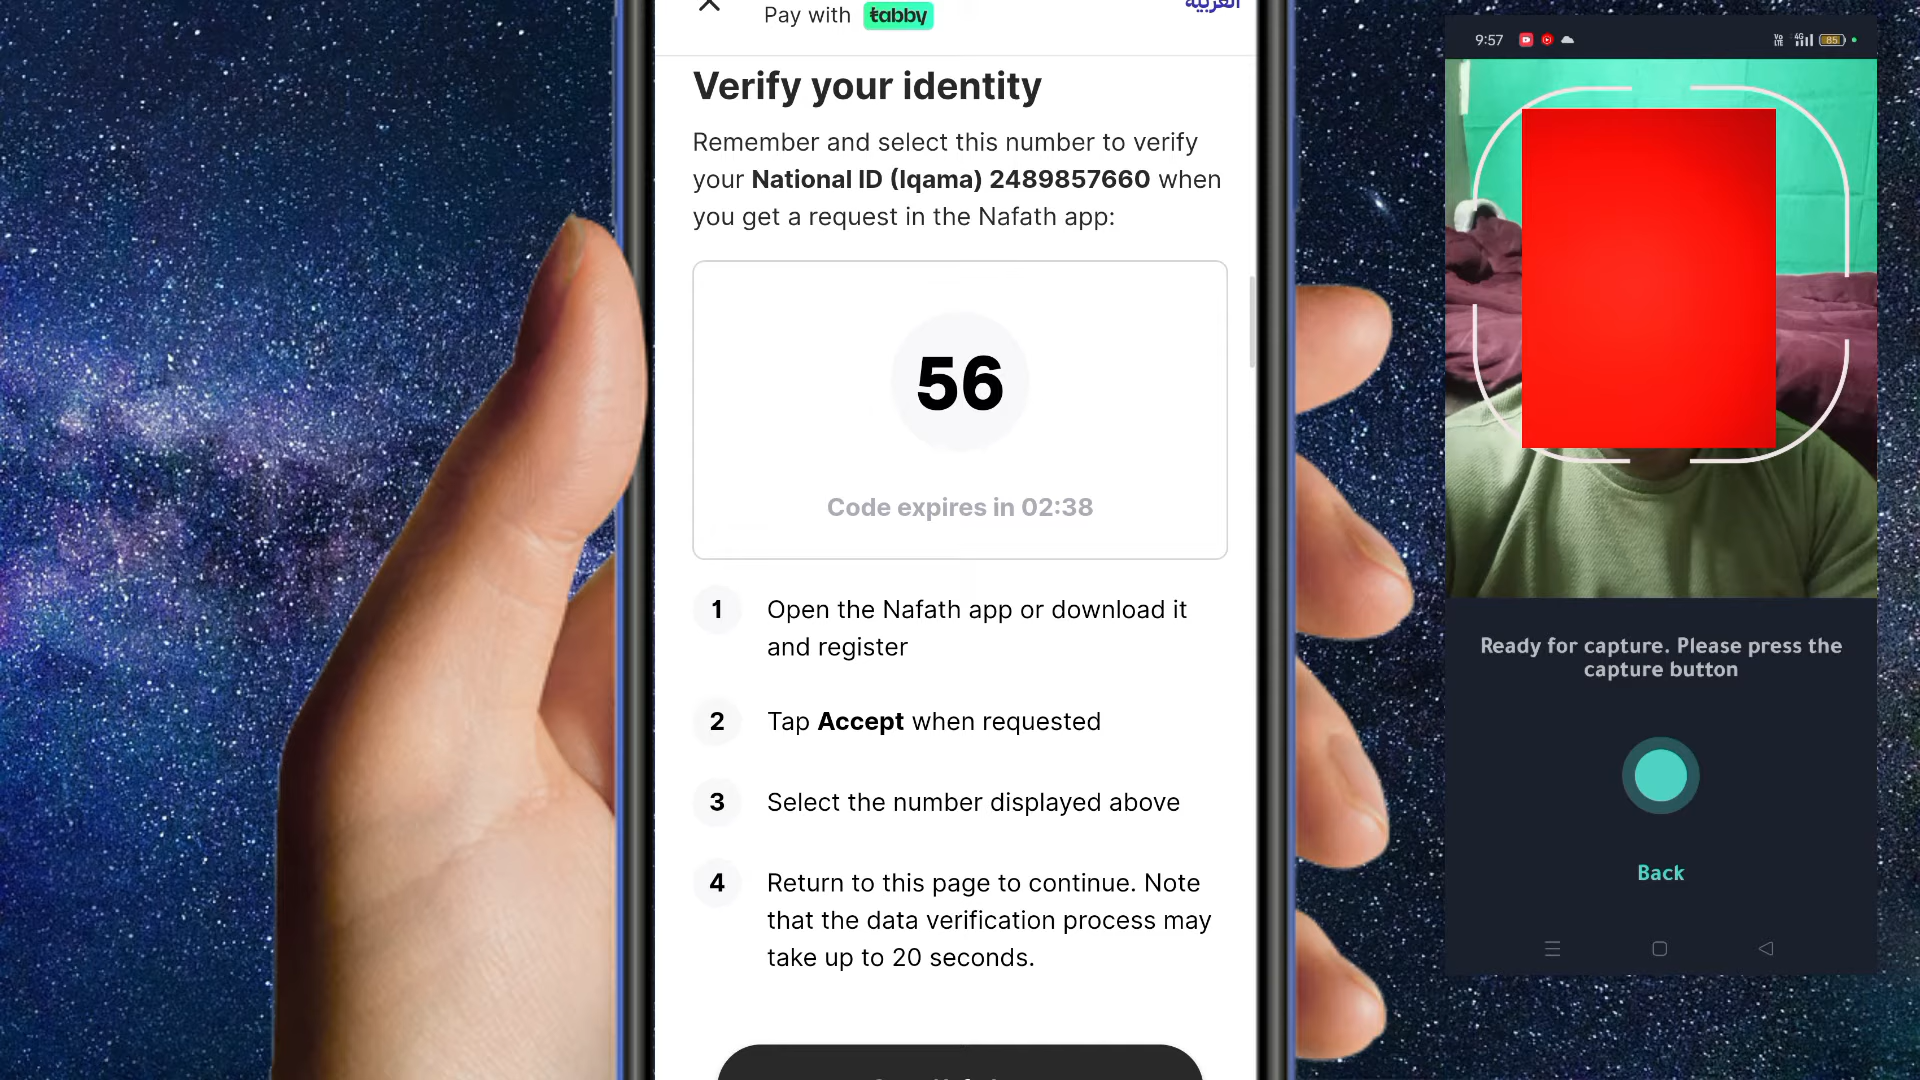 Pay with tabby
العربية
Verify your identity
Remember and select this number to verify
your National ID (Iqama) 2489857660 when
you get a request in the Nafath app:
56
Code expires in 02:38
1 Open the Nafath app or download it
and register
2 Tap Accept when requested
3 Select the number displayed above
4 Return to this page to continue. Note
that the data verification process may
take up to 20 seconds.
9:57
Vo
LTE
4G
85
Ready for capture. Please press the
capture button
Back